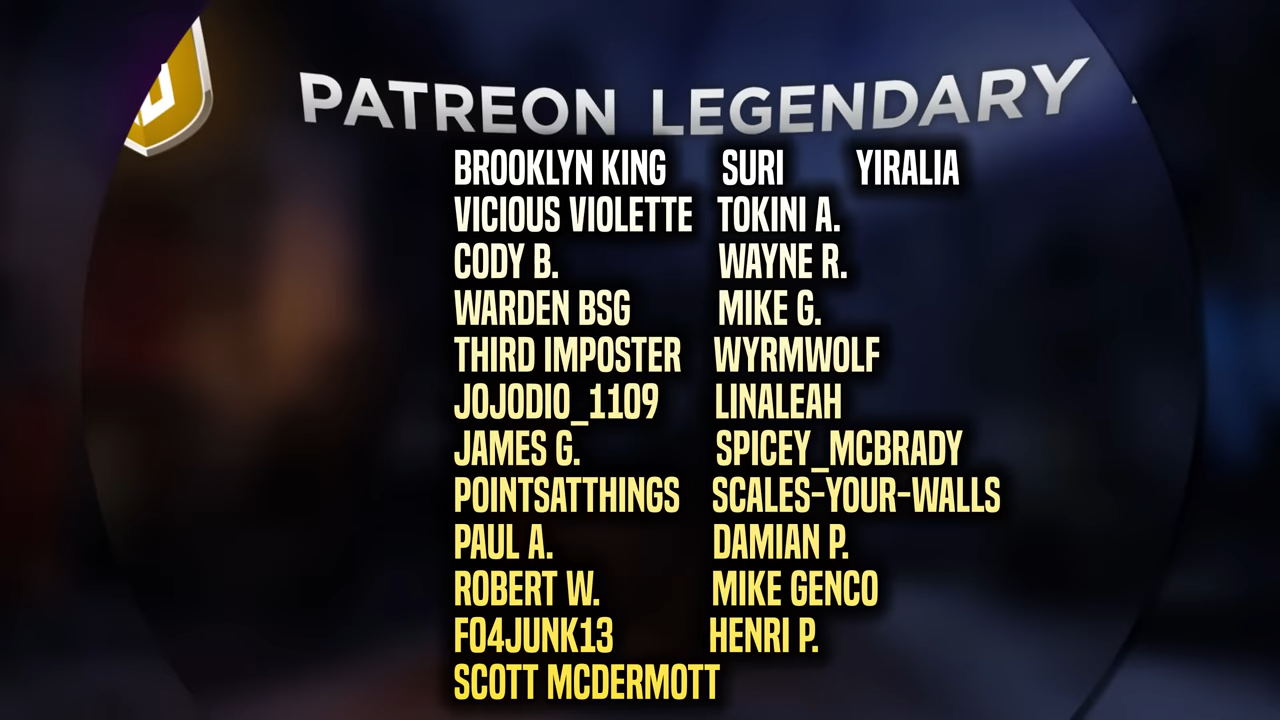 PATREON LEGENDARY
BROOKLYN KING SURI YIRALIA
VICIOUS VIOLETTE TOKINI A.
CODY B. WAYNE R.
WARDEN BSG MIKE G.
THIRD IMPOSTER WYRMWOLF
JOJODIO_1109 LINALEAH
JAMES G. SPICEY_MCBRADY
POINTSATTHINGS SCALES-YOUR-WALLS
PAUL A. DAMIAN P.
ROBERT W. MIKE GENCO
FO4JUNK13 HENRI P.
SCOTT MCDERMOTT